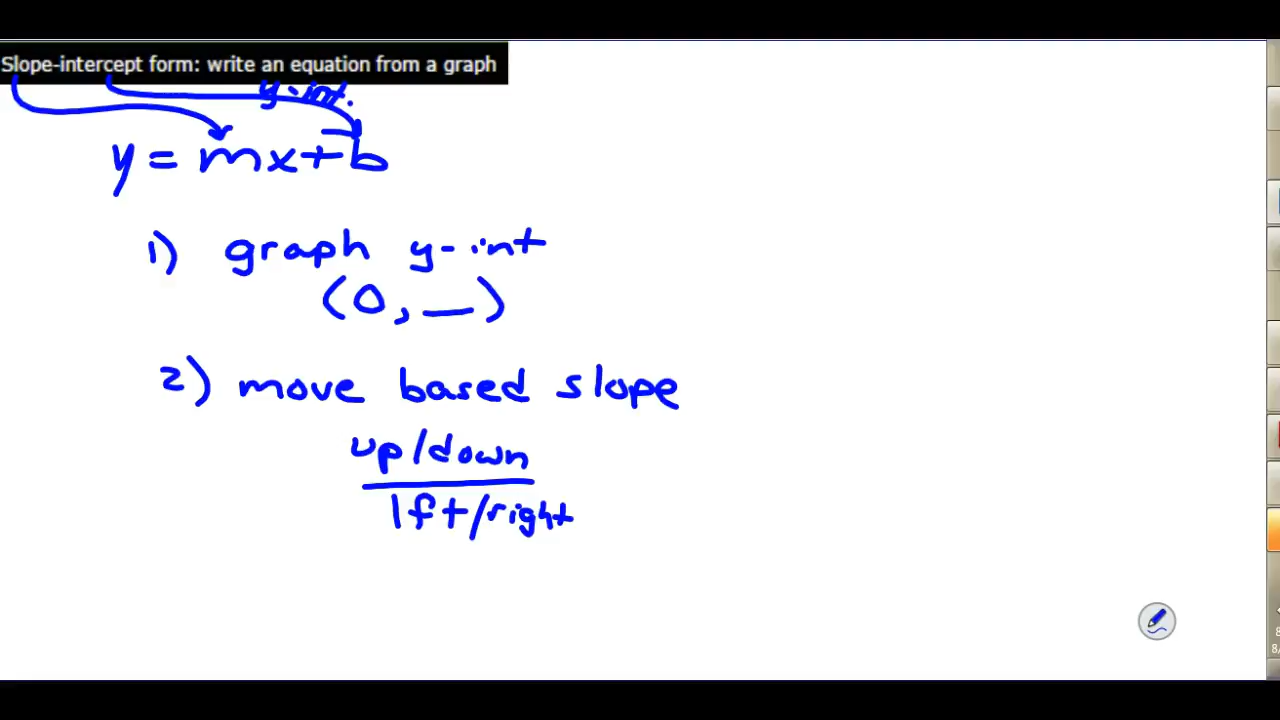 Slope-intercept form: write an equation from a graph
y-int.
y = mx+b
1) graph y-int
(0, __)
2) move based slope
up/down
lft/right